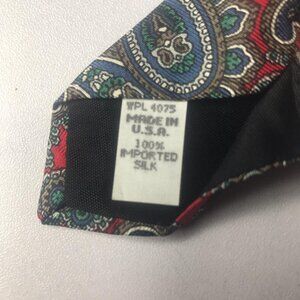 WPL 4075
MADE IN
U.S.A.
100%
IMPORTED
SILK